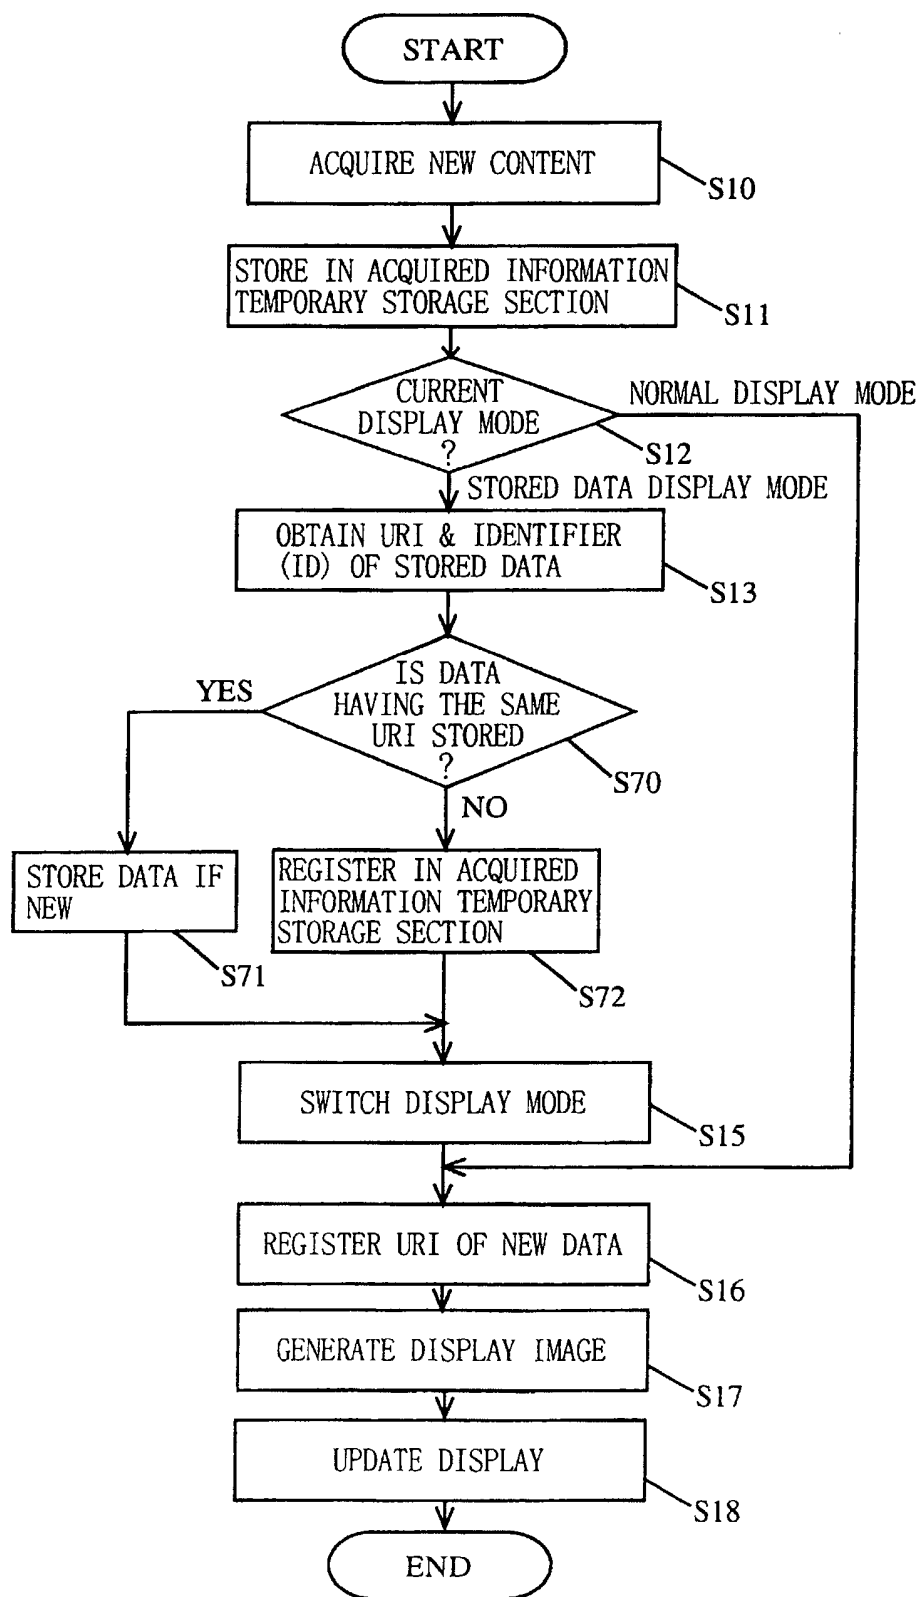 START
ACQUIRE NEW CONTENT
S10
STORE IN ACQUIRED INFORMATION
TEMPORARY STORAGE SECTION
S11
CURRENT
DISPLAY MODE
?
NORMAL DISPLAY MODE
S12
STORED DATA DISPLAY MODE
OBTAIN URI & IDENTIFIER
(ID) OF STORED DATA
S13
IS DATA
HAVING THE SAME
URI STORED
?
YES
S70
NO
STORE DATA IF
NEW
S71
REGISTER IN ACQUIRED
INFORMATION TEMPORARY
STORAGE SECTION
S72
SWITCH DISPLAY MODE
S15
REGISTER URI OF NEW DATA
S16
GENERATE DISPLAY IMAGE
S17
UPDATE DISPLAY
S18
END